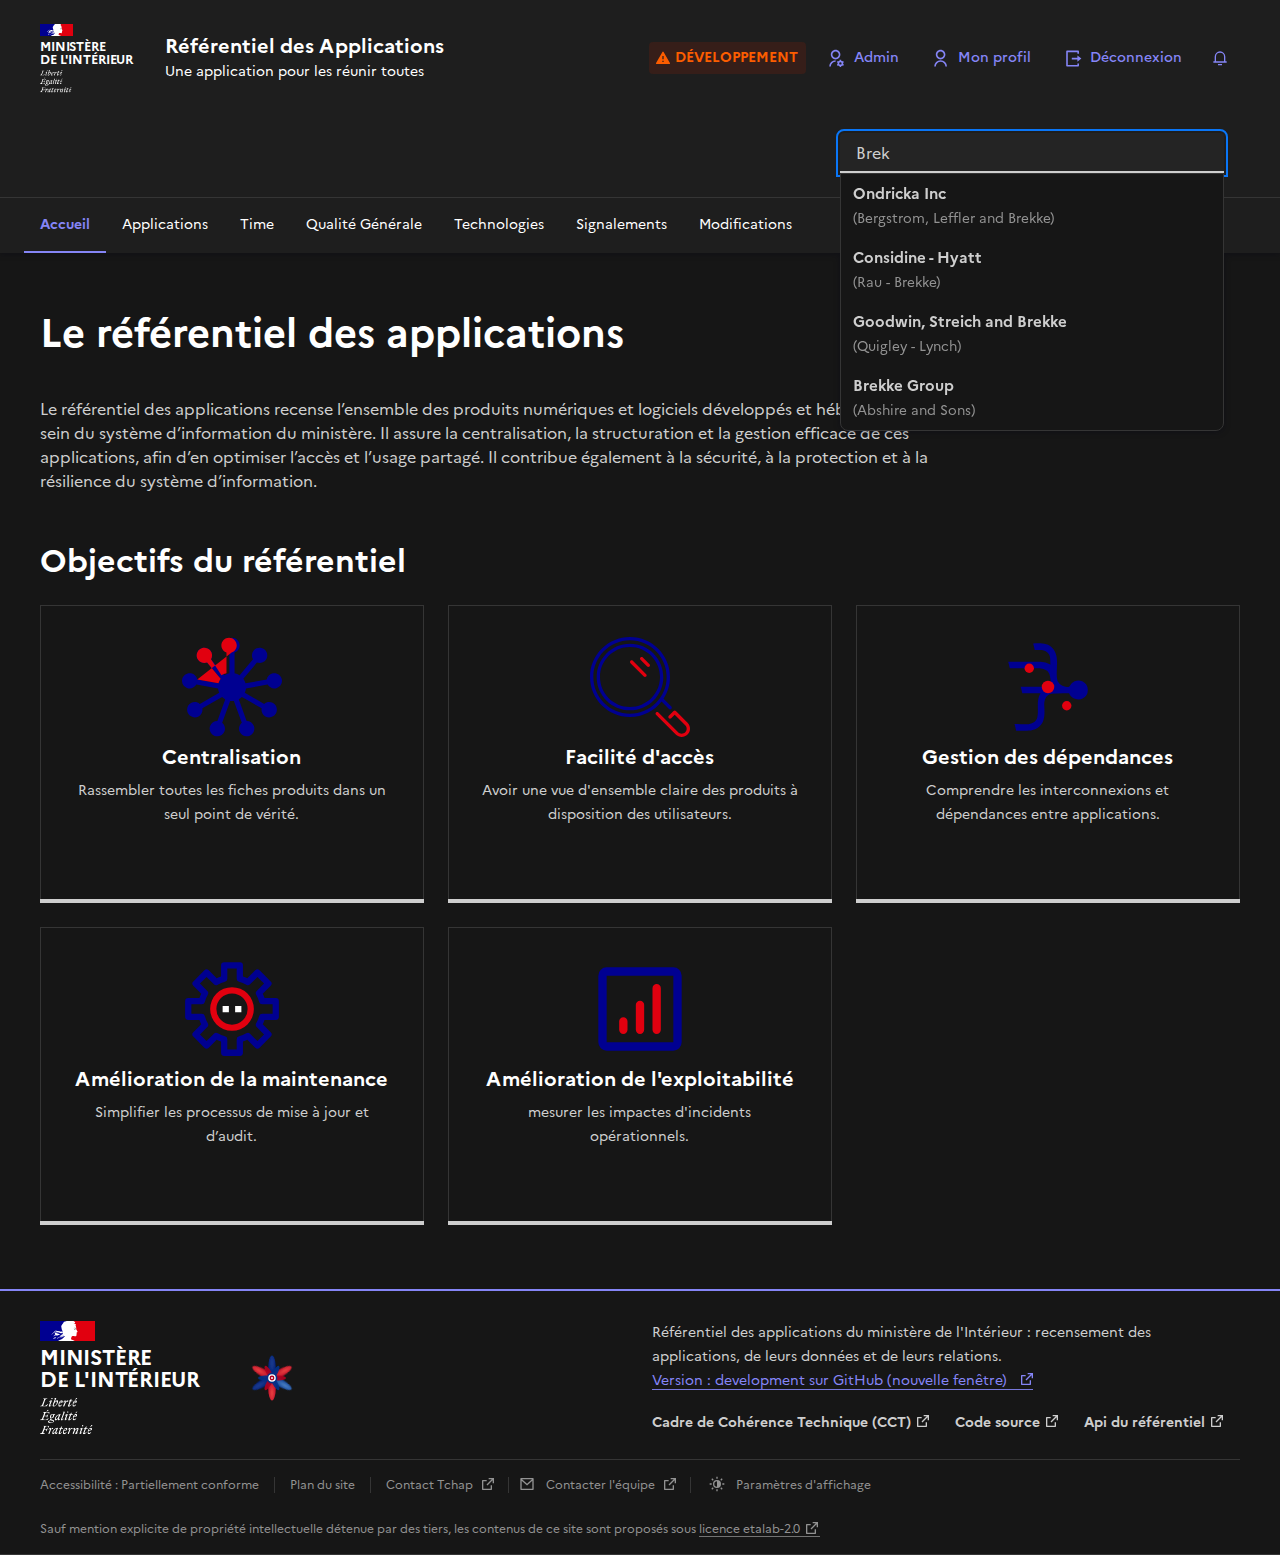 MINISTÈRE
DE L'INTÉRIEUR
Liberté
Égalité
Fraternité
Référentiel des Applications
Une application pour les réunir toutes
DÉVELOPPEMENT
Admin
Mon profil
Déconnexion
Brek
Ondricka Inc
(Bergstrom, Leffler and Brekke)
Considine - Hyatt
(Rau - Brekke)
Goodwin, Streich and Brekke
(Quigley - Lynch)
Brekke Group
(Abshire and Sons)
Accueil
Applications
Time
Qualité Générale
Technologies
Signalements
Modifications
Le référentiel des applications
Le référentiel des applications recense l’ensemble des produits numériques et logiciels développés et
sein du système d’information du ministère. Il assure la centralisation, la structuration et la gestion efficace de ces
applications, afin d’en optimiser l’accès et l’usage partagé. Il contribue également à la sécurité, à la protection et à la
résilience du système d’information.
Objectifs du référentiel
Centralisation
Rassembler toutes les fiches produits dans un
seul point de vérité.
Facilité d'accès
Avoir une vue d'ensemble claire des produits à
disposition des utilisateurs.
Gestion des dépendances
Comprendre les interconnexions et
dépendances entre applications.
Amélioration de la maintenance
Simplifier les processus de mise à jour et
d’audit.
Amélioration de l'exploitabilité
mesurer les impactes d'incidents
opérationnels.
MINISTÈRE
DE L'INTÉRIEUR
Liberté
Égalité
Fraternité
Référentiel des applications du ministère de l'Intérieur : recensement des
applications, de leurs données et de leurs relations.
Version : development sur GitHub (nouvelle fenêtre)
Cadre de Cohérence Technique (CCT)
Code source
Api du référentiel
Accessibilité : Partiellement conforme
Plan du site
Contact Tchap
Contacter l'équipe
Paramètres d'affichage
Sauf mention explicite de propriété intellectuelle détenue par des tiers, les contenus de ce site sont proposés sous licence etalab-2.0